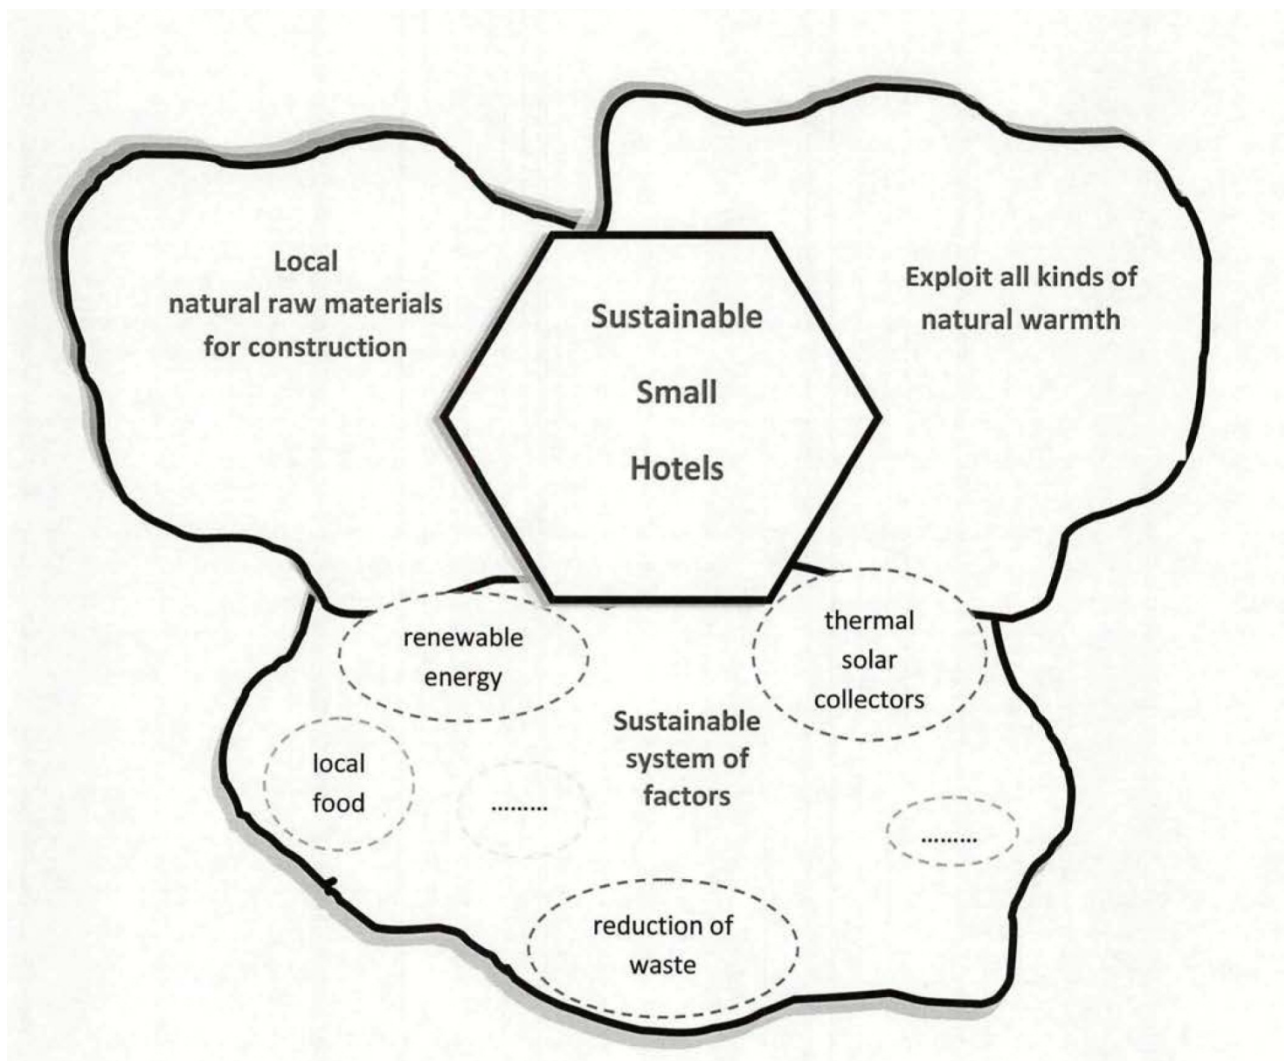 Local
natural raw materials
for construction
Sustainable
Small
Hotels
Exploit all kinds of
natural warmth
renewable
energy
thermal
solar
collectors
Sustainable
system of
factors
local
food
.........
.........
reduction of
waste